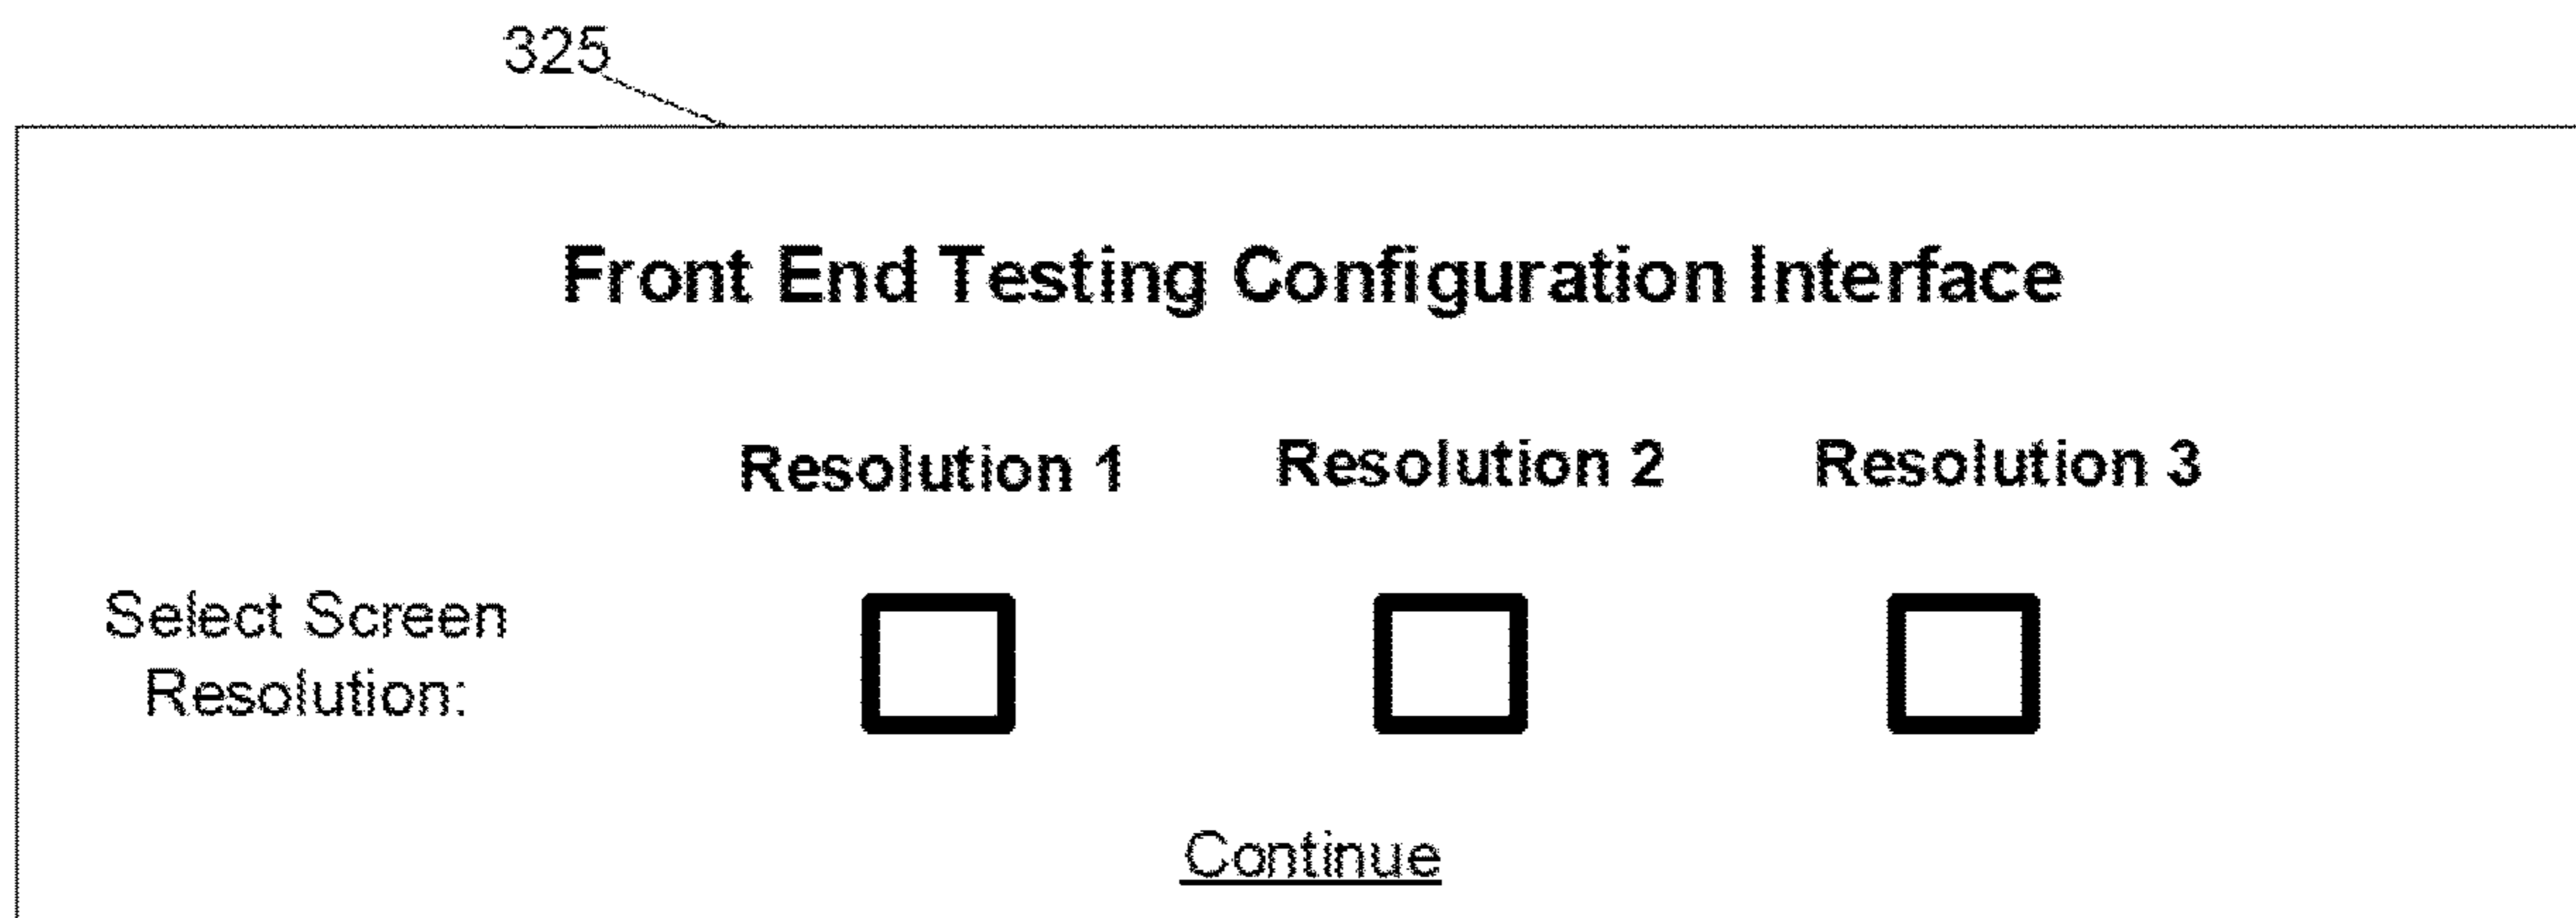 325
Front End Testing Configuration Interface
Resolution 1 Resolution 2 Resolution 3
Select Screen
Resolution:
Continue